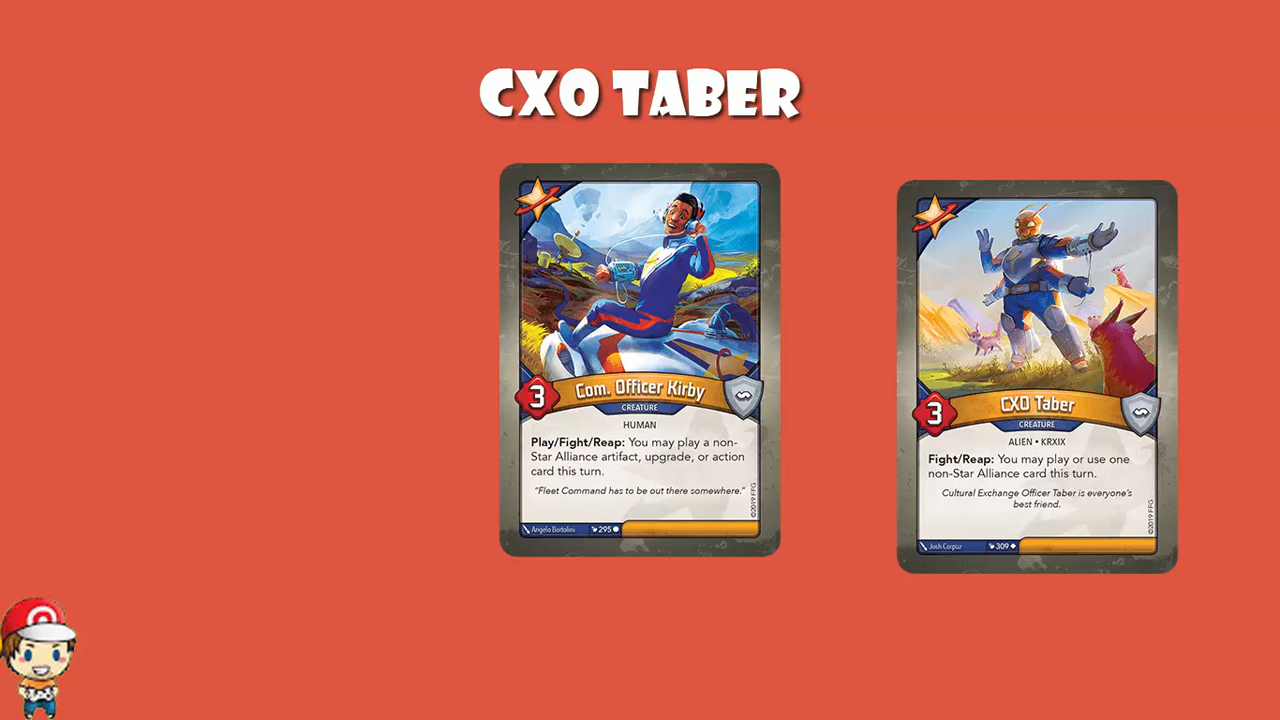 CXO TABER
3
Com. Officer Kirby
CREATURE
HUMAN
Play/Fight/Reap: You may play a non-
Star Alliance artifact, upgrade, or action
card this turn.
"Fleet Command has to be out there somewhere."
©2019 FFG
Angelo Bortolini
295
3
CXO Taber
CREATURE
ALIEN • KRXIX
Fight/Reap: You may play or use one
non-Star Alliance card this turn.
Cultural Exchange Officer Taber is everyone's
best friend.
©2019 FFG
Josh Corpuz
309